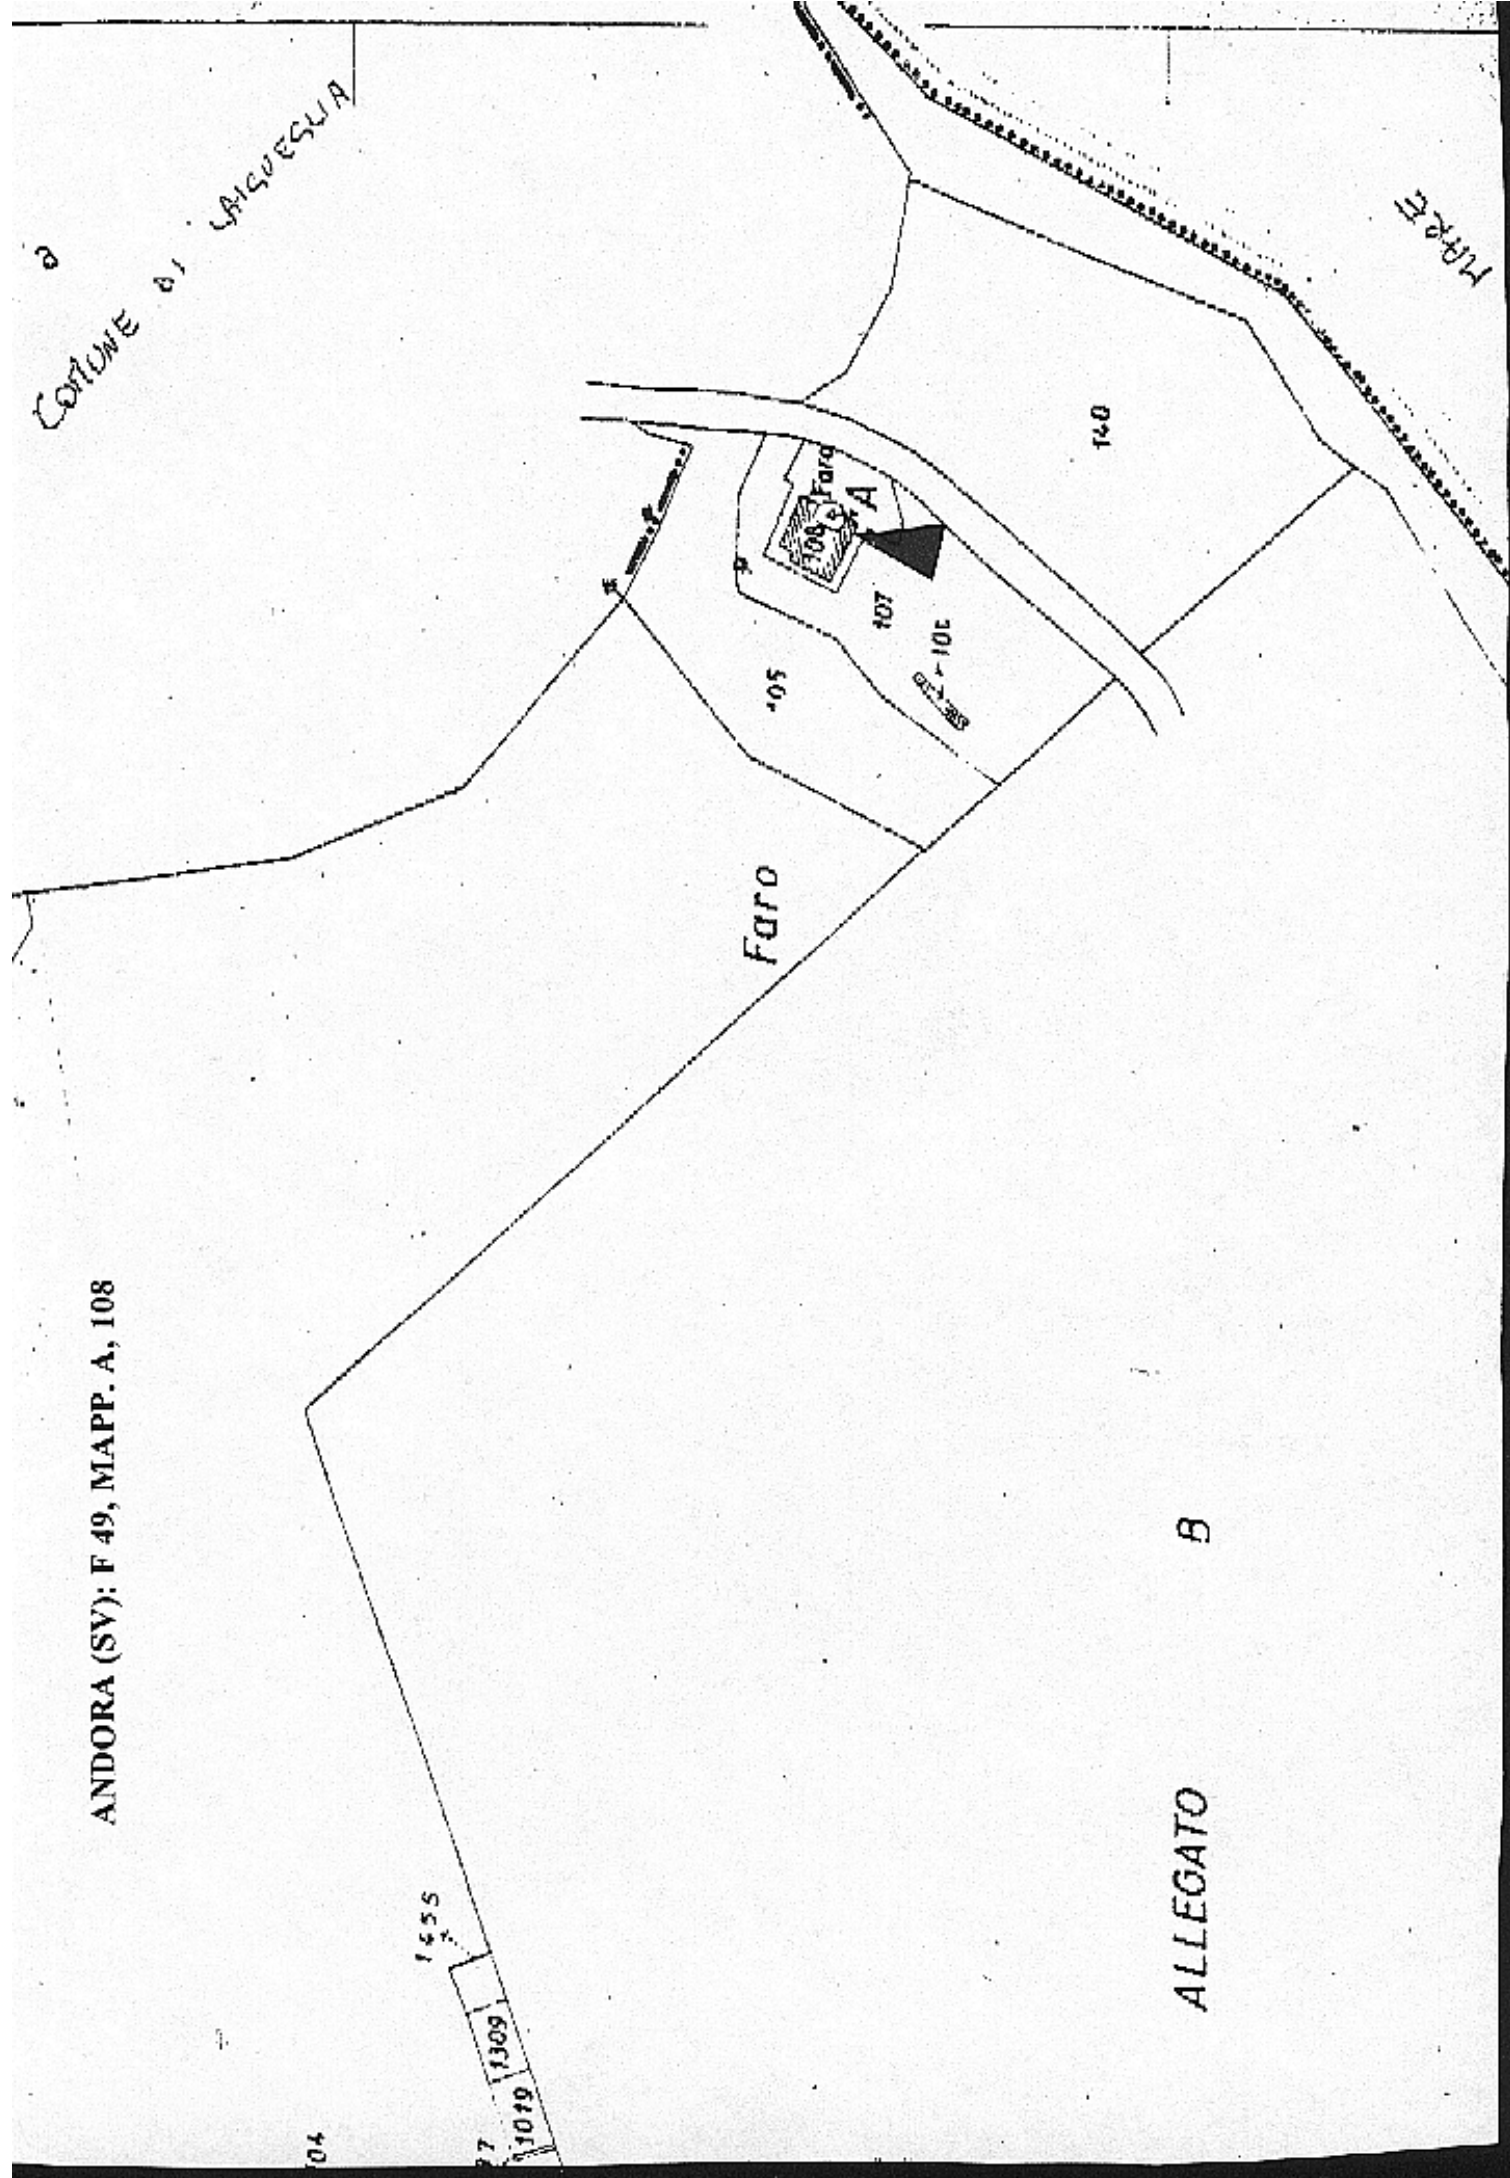 COMUNE DI LAIGUEGLIA
MARE
140
Faro
108
A
107
105
Faro
ANDORA (SV): F 49, MAPP. A, 108
B
ALLEGATO
1455
1309
1019